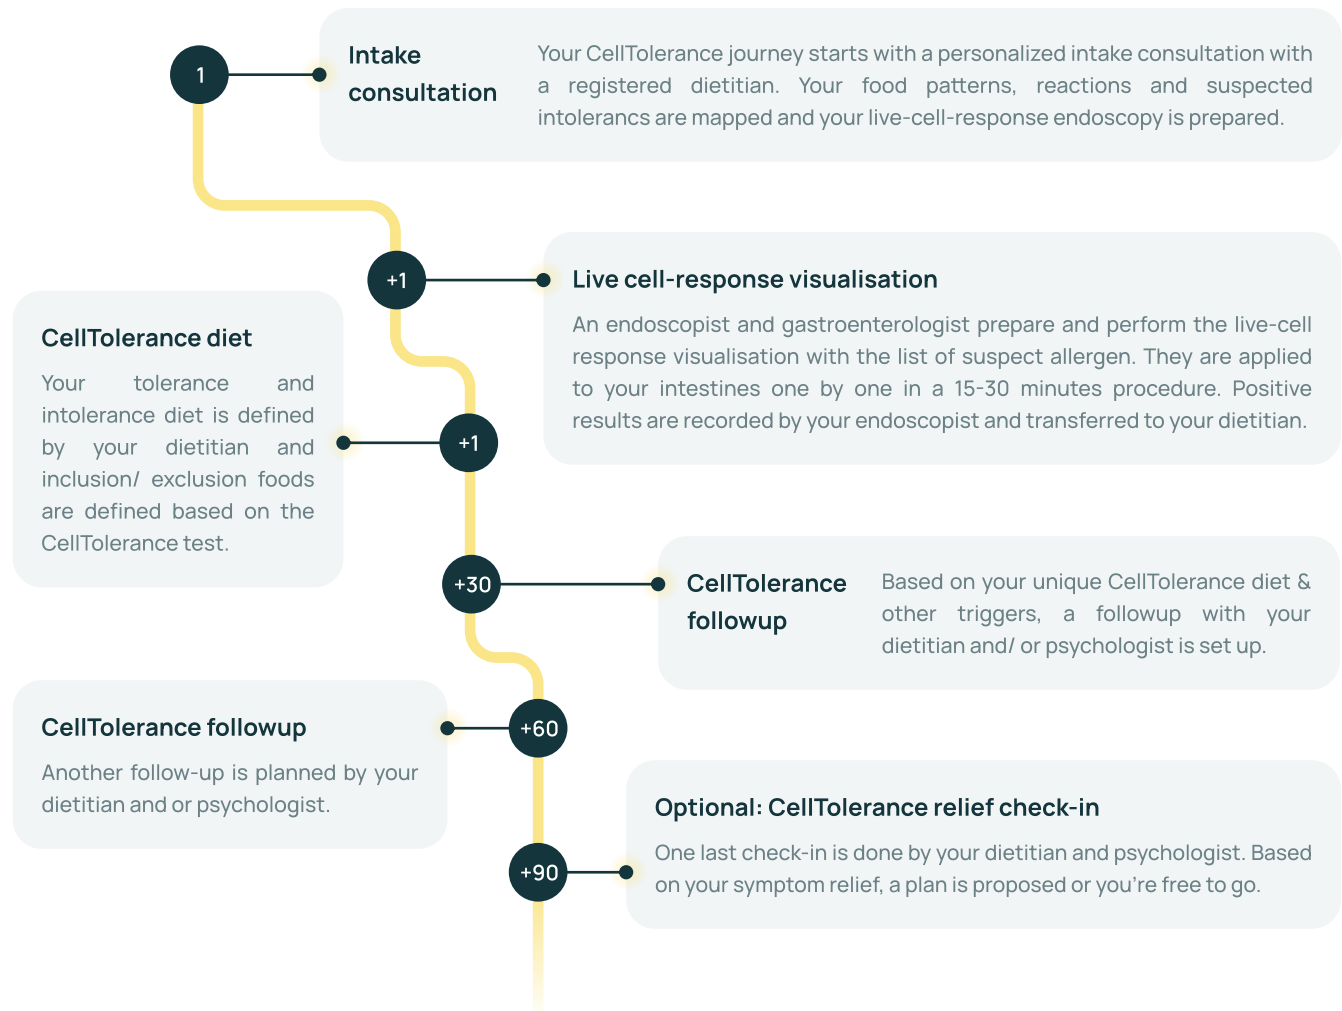 1
Intake
consultation
Your CellTolerance journey starts with a personalized intake consultation with
a registered dietitian. Your food patterns, reactions and suspected
intolerancs are mapped and your live-cell-response endoscopy is prepared.
+1
Live cell-response visualisation
An endoscopist and gastroenterologist prepare and perform the live-cell
response visualisation with the list of suspect allergen. They are applied
to your intestines one by one in a 15-30 minutes procedure. Positive
results are recorded by your endoscopist and transferred to your dietitian.
+1
CellTolerance diet
Your tolerance and
intolerance diet is defined
by your dietitian and
inclusion/ exclusion foods
are defined based on the
CellTolerance test.
+30
CellTolerance
followup
Based on your unique CellTolerance diet &
other triggers, a followup with your
dietitian and/ or psychologist is set up.
+60
CellTolerance followup
Another follow-up is planned by your
dietitian and or psychologist.
+90
Optional: CellTolerance relief check-in
One last check-in is done by your dietitian and psychologist. Based
on your symptom relief, a plan is proposed or you're free to go.